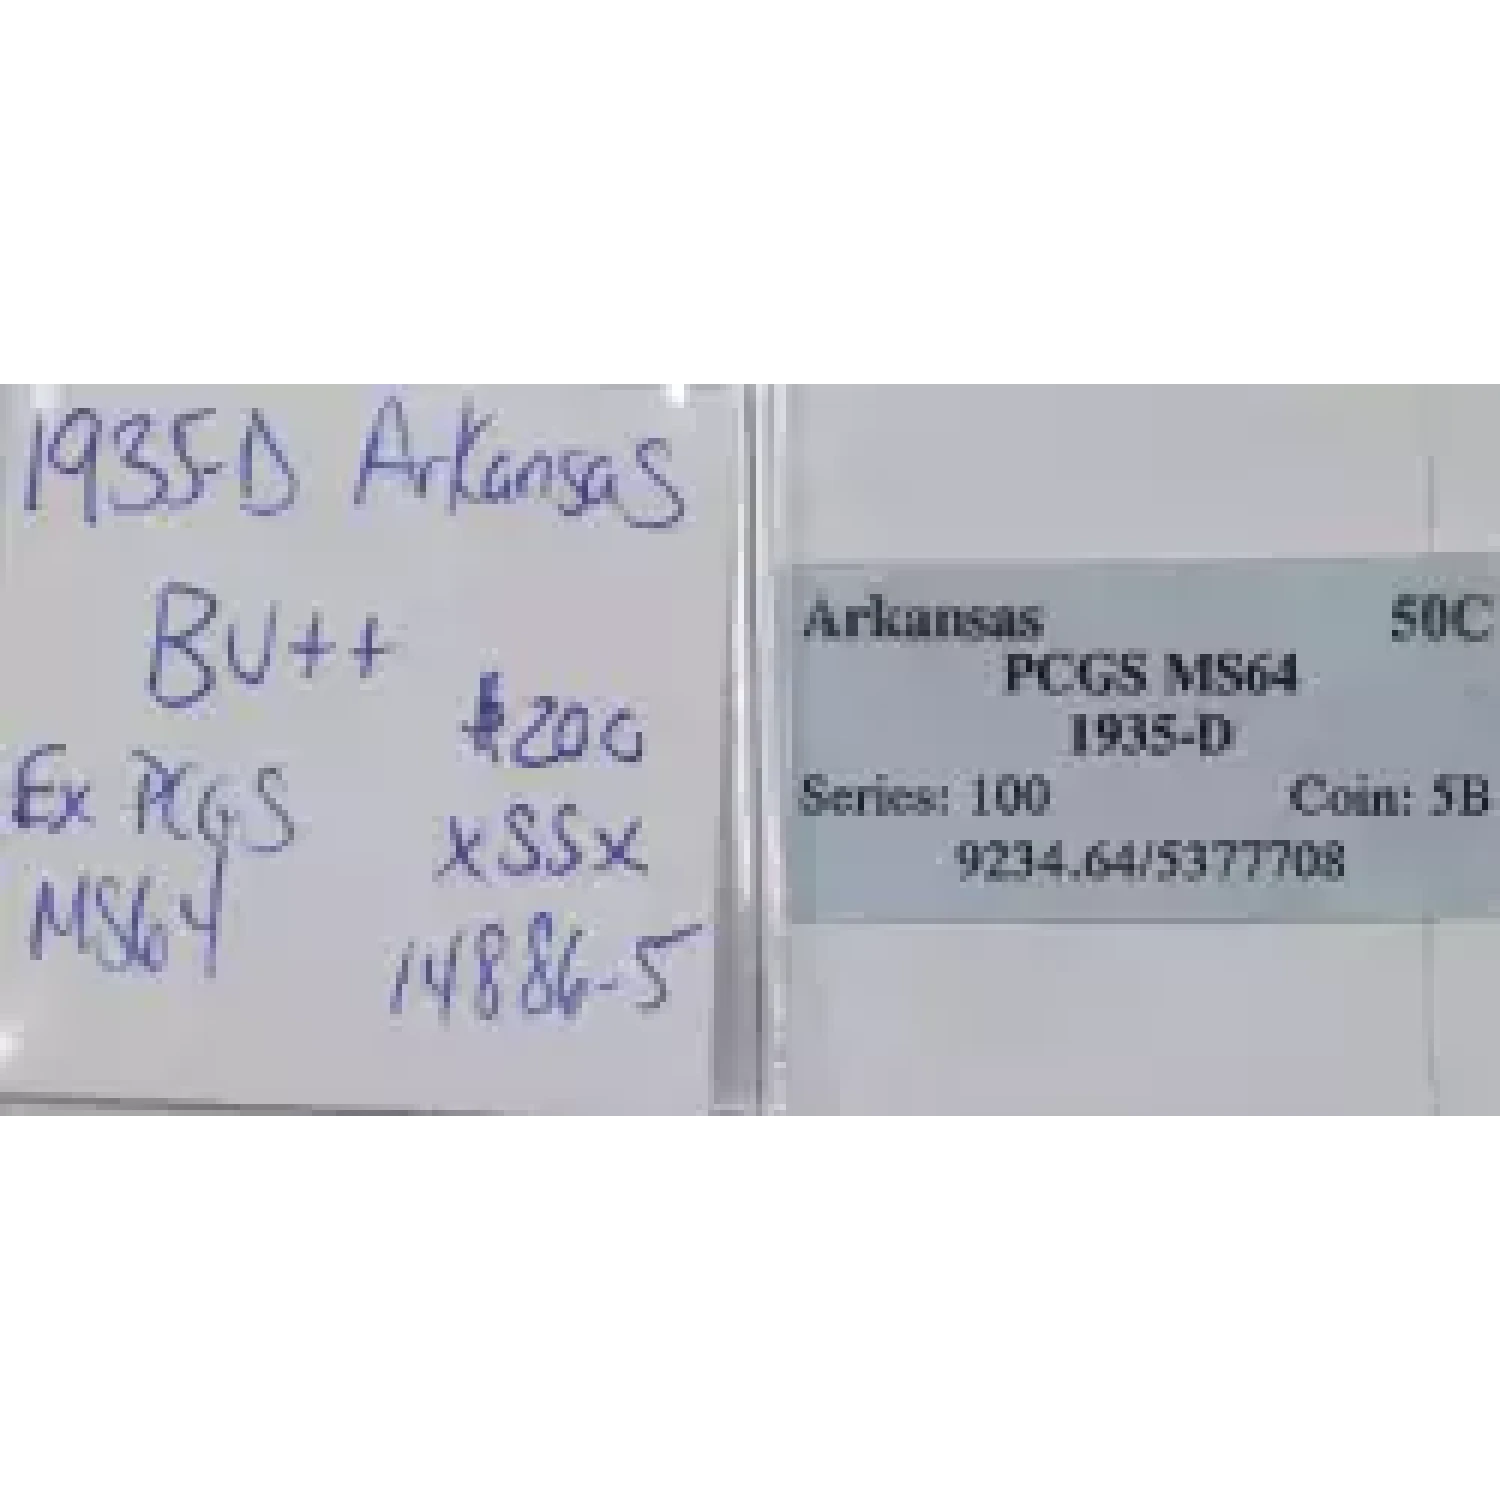 1935-D Arkansas
BU++
$200
Ex PCGS
xSSx
MS64
14886-5
Arkansas 50C
PCGS MS64
1935-D
Series: 100 Coin: 5B
9234.64/5377708